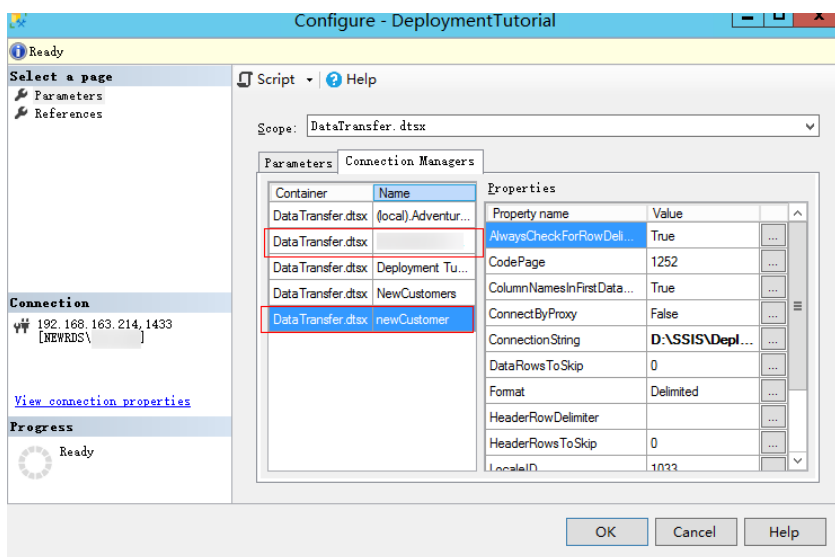 Configure - DeploymentTutorial
Ready
Select a page
Parameters
References
Script
Help
Scope: DataTransfer.dtsx
Parameters Connection Managers
Container Name
DataTransfer.dtsx (local).Adventur...
DataTransfer.dtsx
DataTransfer.dtsx Deployment Tu...
DataTransfer.dtsx NewCustomers
DataTransfer.dtsx newCustomer
Properties
Property name Value
AlwaysCheckForRowDeli... True ...
CodePage 1252 ...
ColumnNamesInFirstData... True ...
ConnectByProxy False ...
ConnectionString D:\SSIS\Depl... ...
DataRowsToSkip 0 ...
Format Delimited ...
HeaderRowDelimiter ...
HeaderRowsToSkip 0 ...
LocaleID 1033
Connection
192.168.163.214,1433
[NEWRDS\ ]
View connection properties
Progress
Ready
OK Cancel Help